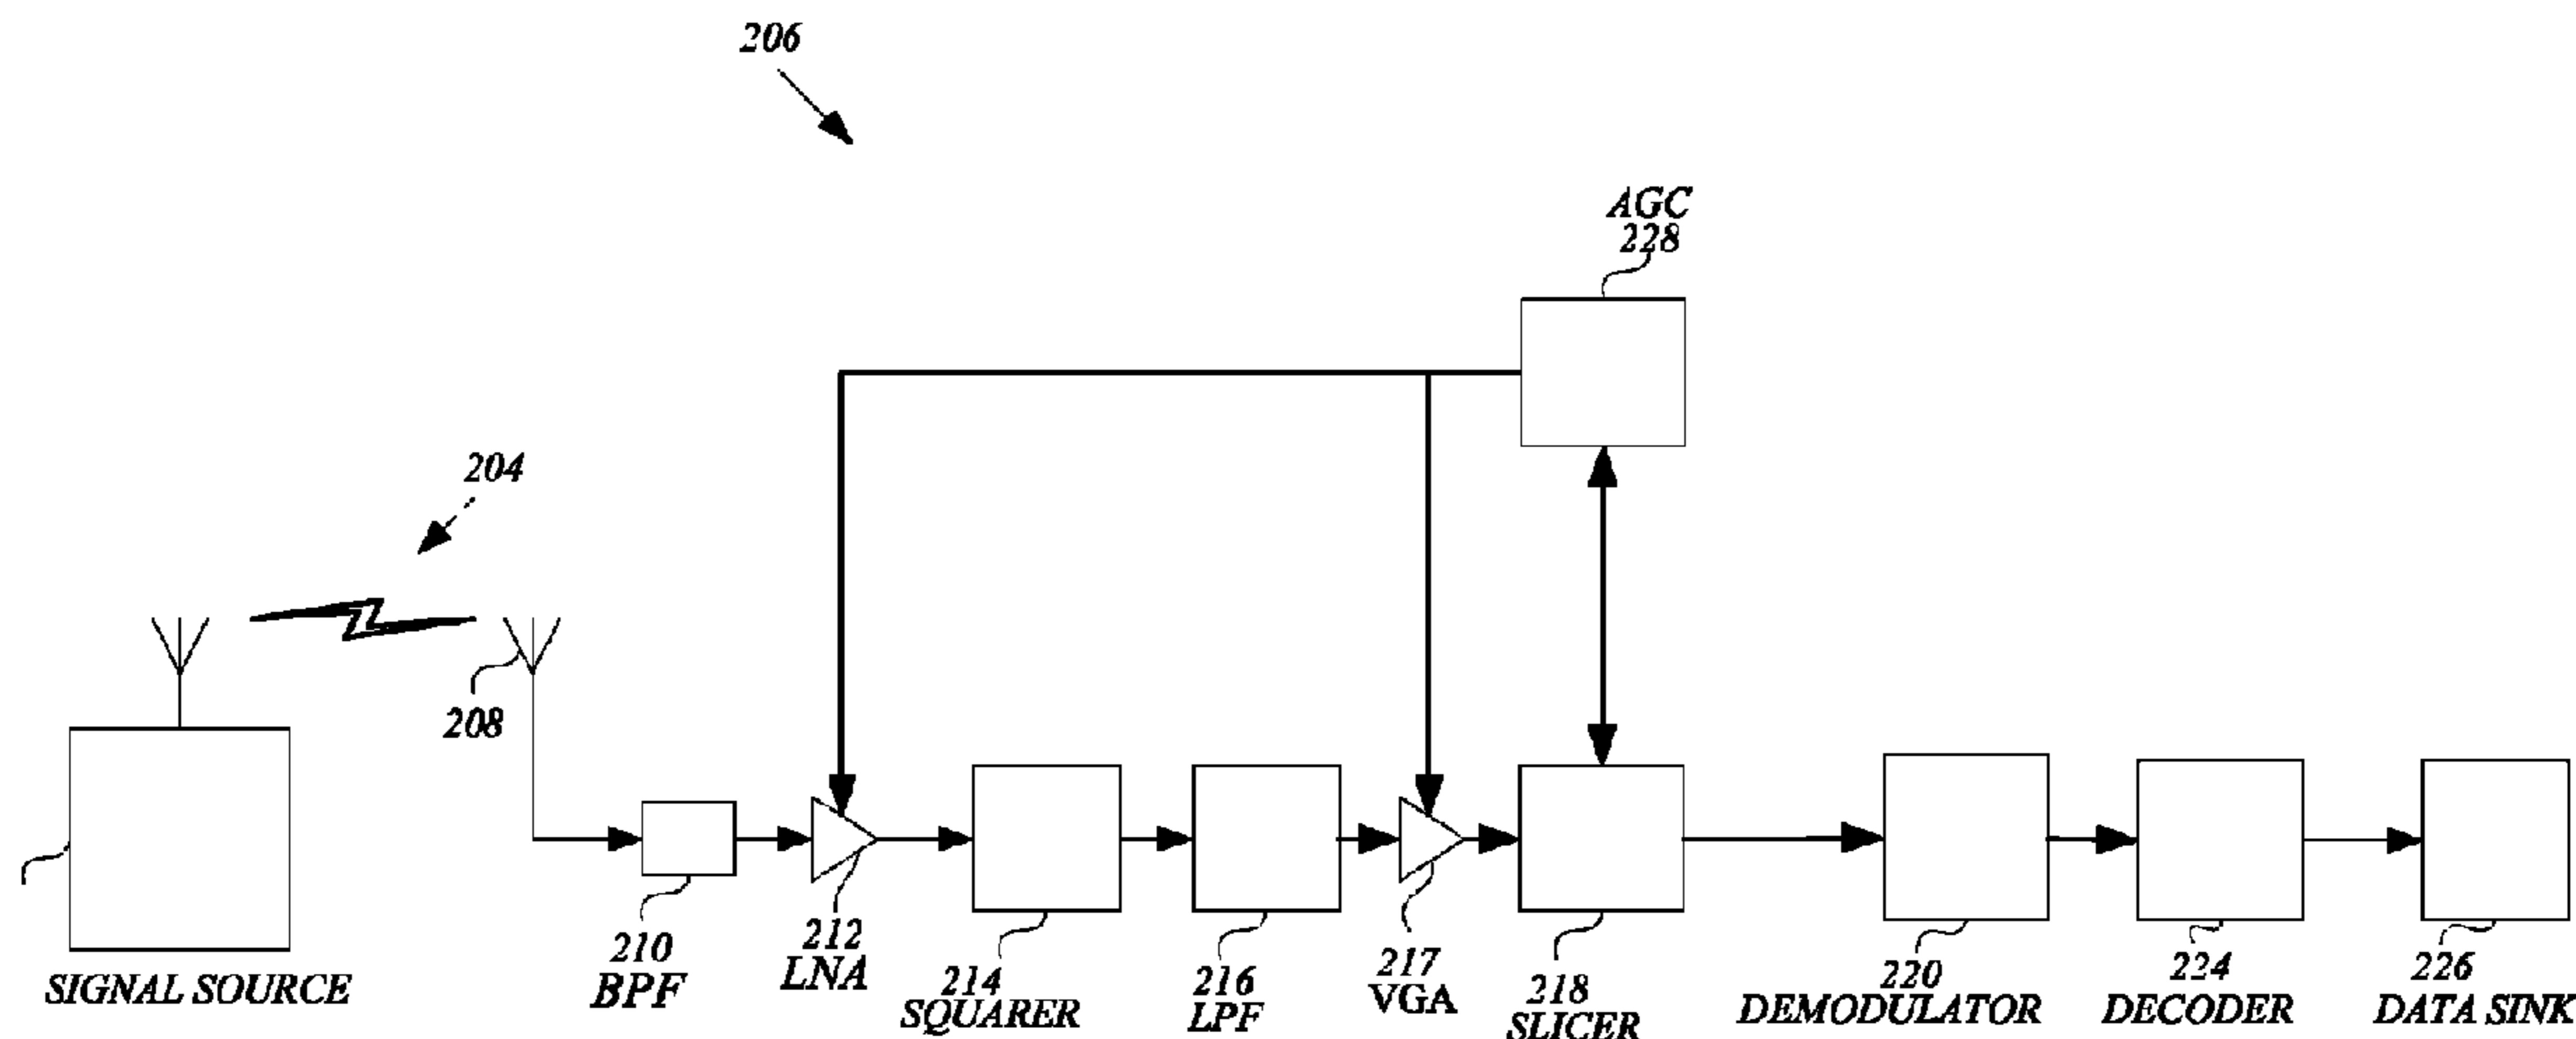 206
AGC
228
204
208
SIGNAL SOURCE
210
BPF
212
LNA
214
SQUARER
216
LPF
217
VGA
218
SLICER
220
DEMODULATOR
224
DECODER
226
DATA SINK